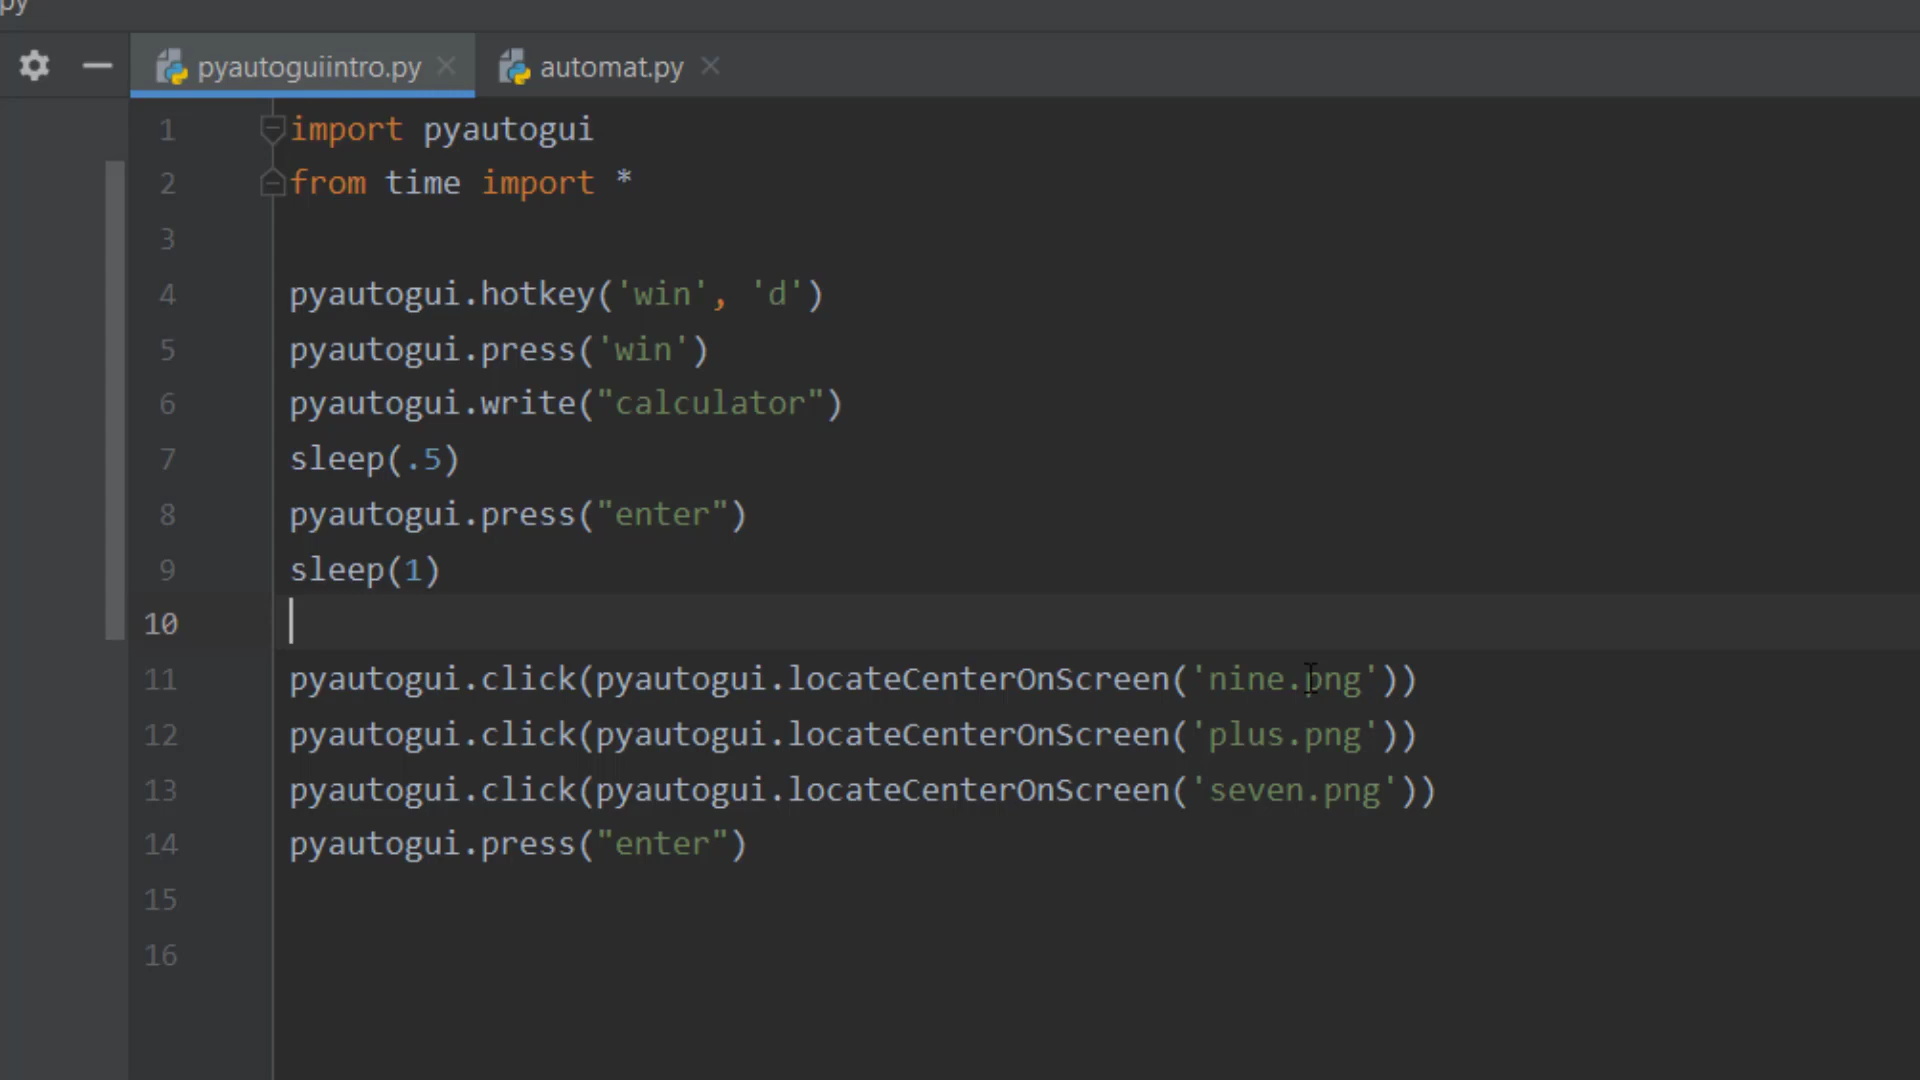 py
pyautoguiintro.py automat.py
1 import pyautogui
2 from time import *
3
4 pyautogui.hotkey('win', 'd')
5 pyautogui.press('win')
6 pyautogui.write("calculator")
7 sleep(.5)
8 pyautogui.press("enter")
9 sleep(1)
10
11 pyautogui.click(pyautogui.locateCenterOnScreen('nine.png'))
12 pyautogui.click(pyautogui.locateCenterOnScreen('plus.png'))
13 pyautogui.click(pyautogui.locateCenterOnScreen('seven.png'))
14 pyautogui.press("enter")
15
16